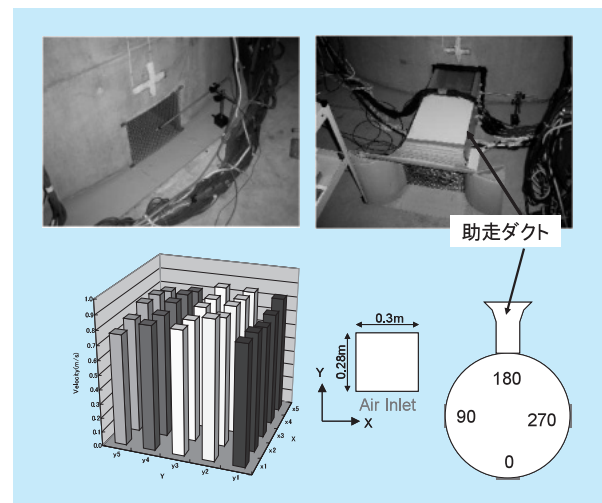 助走ダクト
Velocity(m/s)
1.0
0.9
0.8
0.7
0.6
0.5
0.4
0.3
0.2
0.1
0.0
y5
y4
y3
y2
y1
Y
x1
x2
x3
x4
x5
X
0.3m
0.28m
Y
X
Air Inlet
180
90
270
0